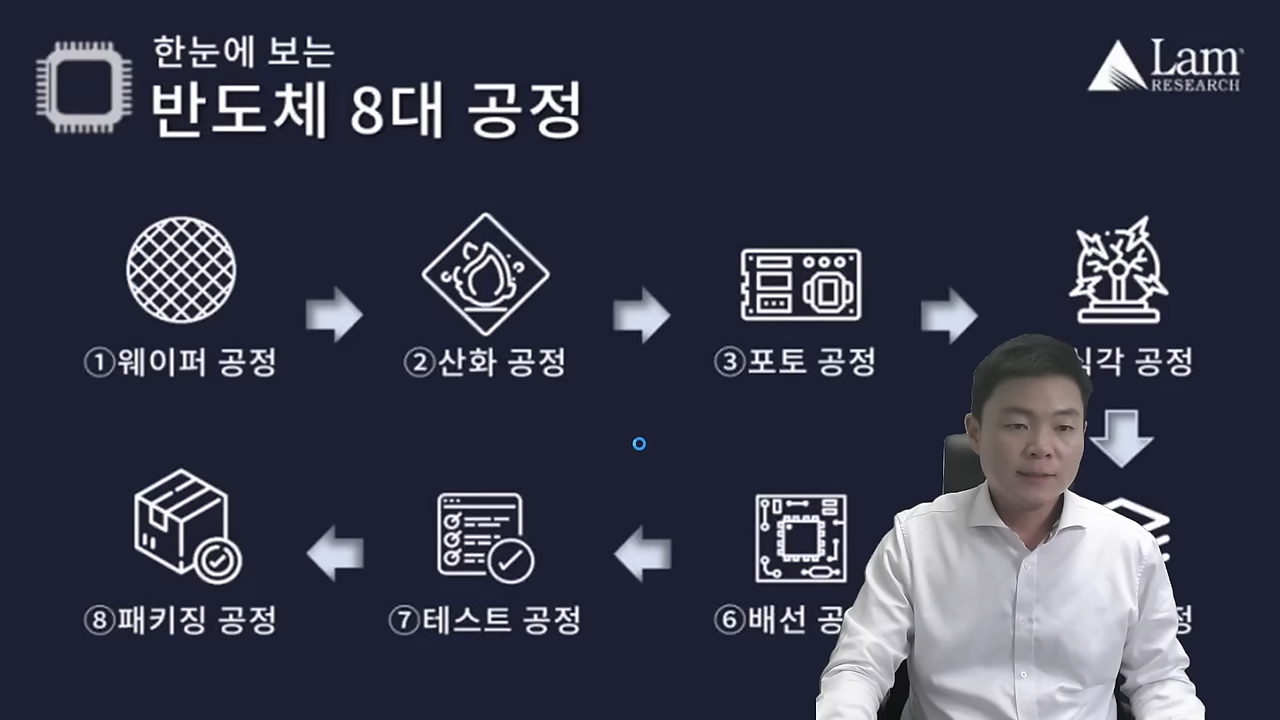 한눈에 보는
반도체 8대 공정
Lam
RESEARCH
①웨이퍼 공정
②산화 공정
③포토 공정
식각 공정
⑧패키징 공정
⑦테스트 공정
⑥배선